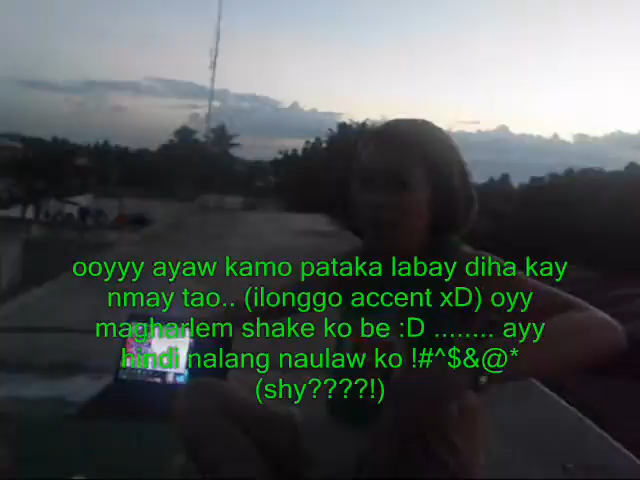 ooyyy ayaw kamo pataka labay diha kay
nmay tao.. (ilonggo accent xD) oyy
magharlem shake ko be :D ........ ayy
hindi nalang naulaw ko !#^$&@*
(shy????!)